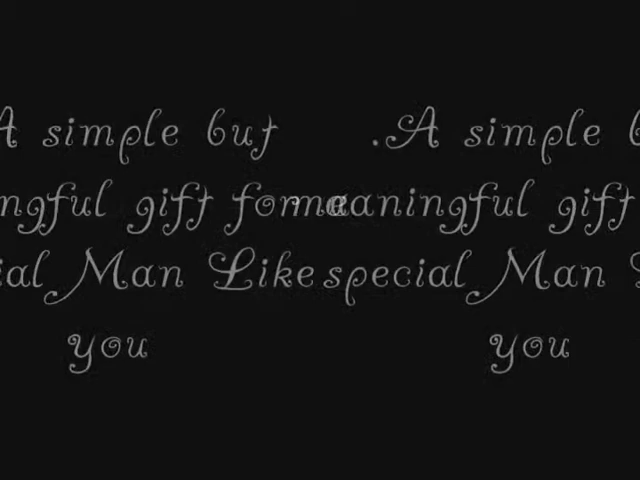 A simple but .A simple
ngful gift for meaningful gift
ial Man Like special Man
you you